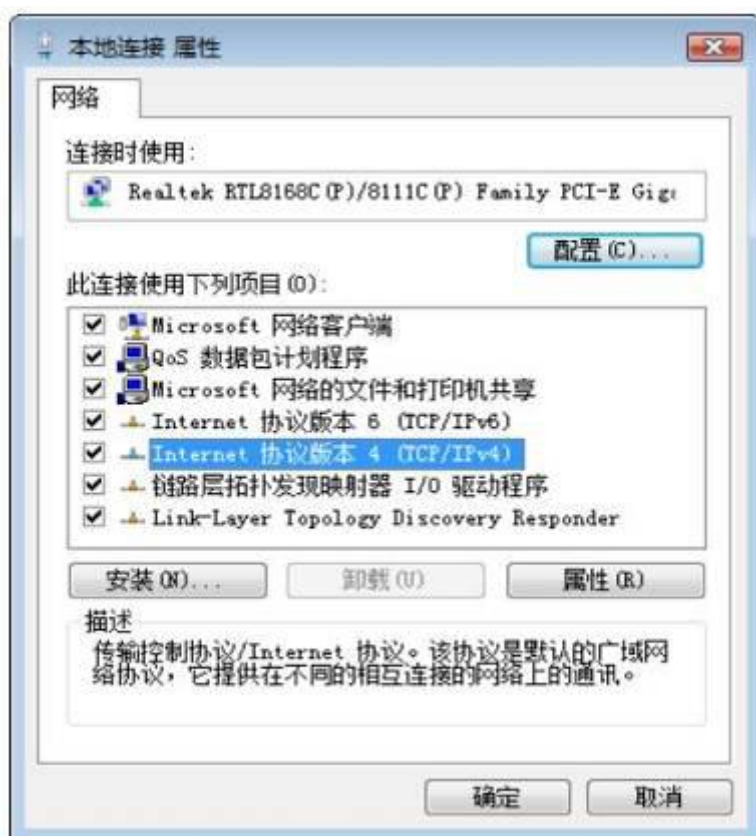 本地连接 属性
网络
连接时使用:
Realtek RTL8168C(P)/8111C(P) Family PCI-E Giga
配置(C)...
此连接使用下列项目(O):
Microsoft 网络客户端
QoS 数据包计划程序
Microsoft 网络的文件和打印机共享
Internet 协议版本 6 (TCP/IPv6)
Internet 协议版本 4 (TCP/IPv4)
链路层拓扑发现映射器 I/O 驱动程序
Link-Layer Topology Discovery Responder
安装(N)...
卸载(U)
属性(R)
描述
传输控制协议/Internet 协议。该协议是默认的广域网
络协议，它提供在不同的相互连接的网络上的通讯。
确定
取消